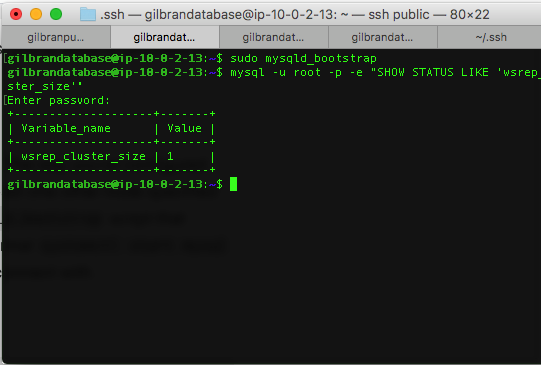 .ssh — gilbrandatabase@ip-10-0-2-13: ~ — ssh public — 80×22
gilbranpu... gilbrandat... gilbrandat... gilbrandat... ~/.ssh
[gilbrandatabase@ip-10-0-2-13:~$ sudo mysqld_bootstrap
[gilbrandatabase@ip-10-0-2-13:~$ mysql -u root -p -e "SHOW STATUS LIKE 'wsrep_
ster_size'"
[Enter password:
+--------------------+-------+
| Variable_name | Value |
+--------------------+-------+
| wsrep_cluster_size | 1 |
+--------------------+-------+
gilbrandatabase@ip-10-0-2-13:~$